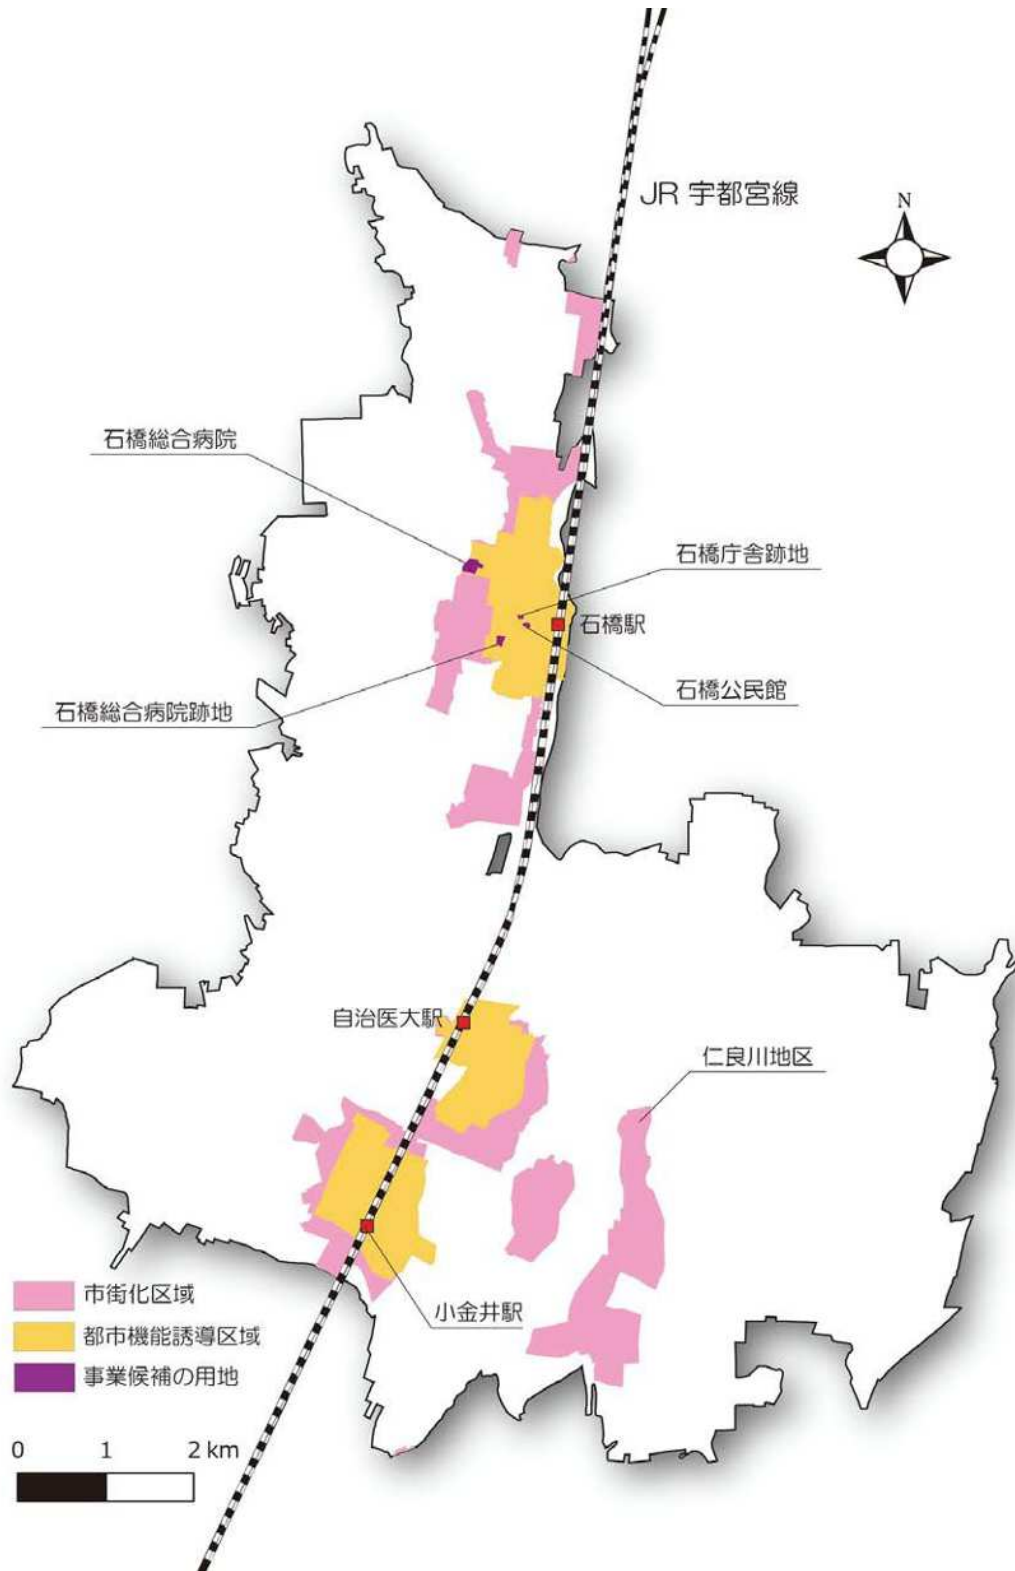 JR 宇都宮線
N
石橋総合病院
石橋庁舎跡地
石橋駅
石橋公民館
石橋総合病院跡地
自治医大駅
仁良川地区
市街化区域
小金井駅
都市機能誘導区域
事業候補の用地
0 1 2 km